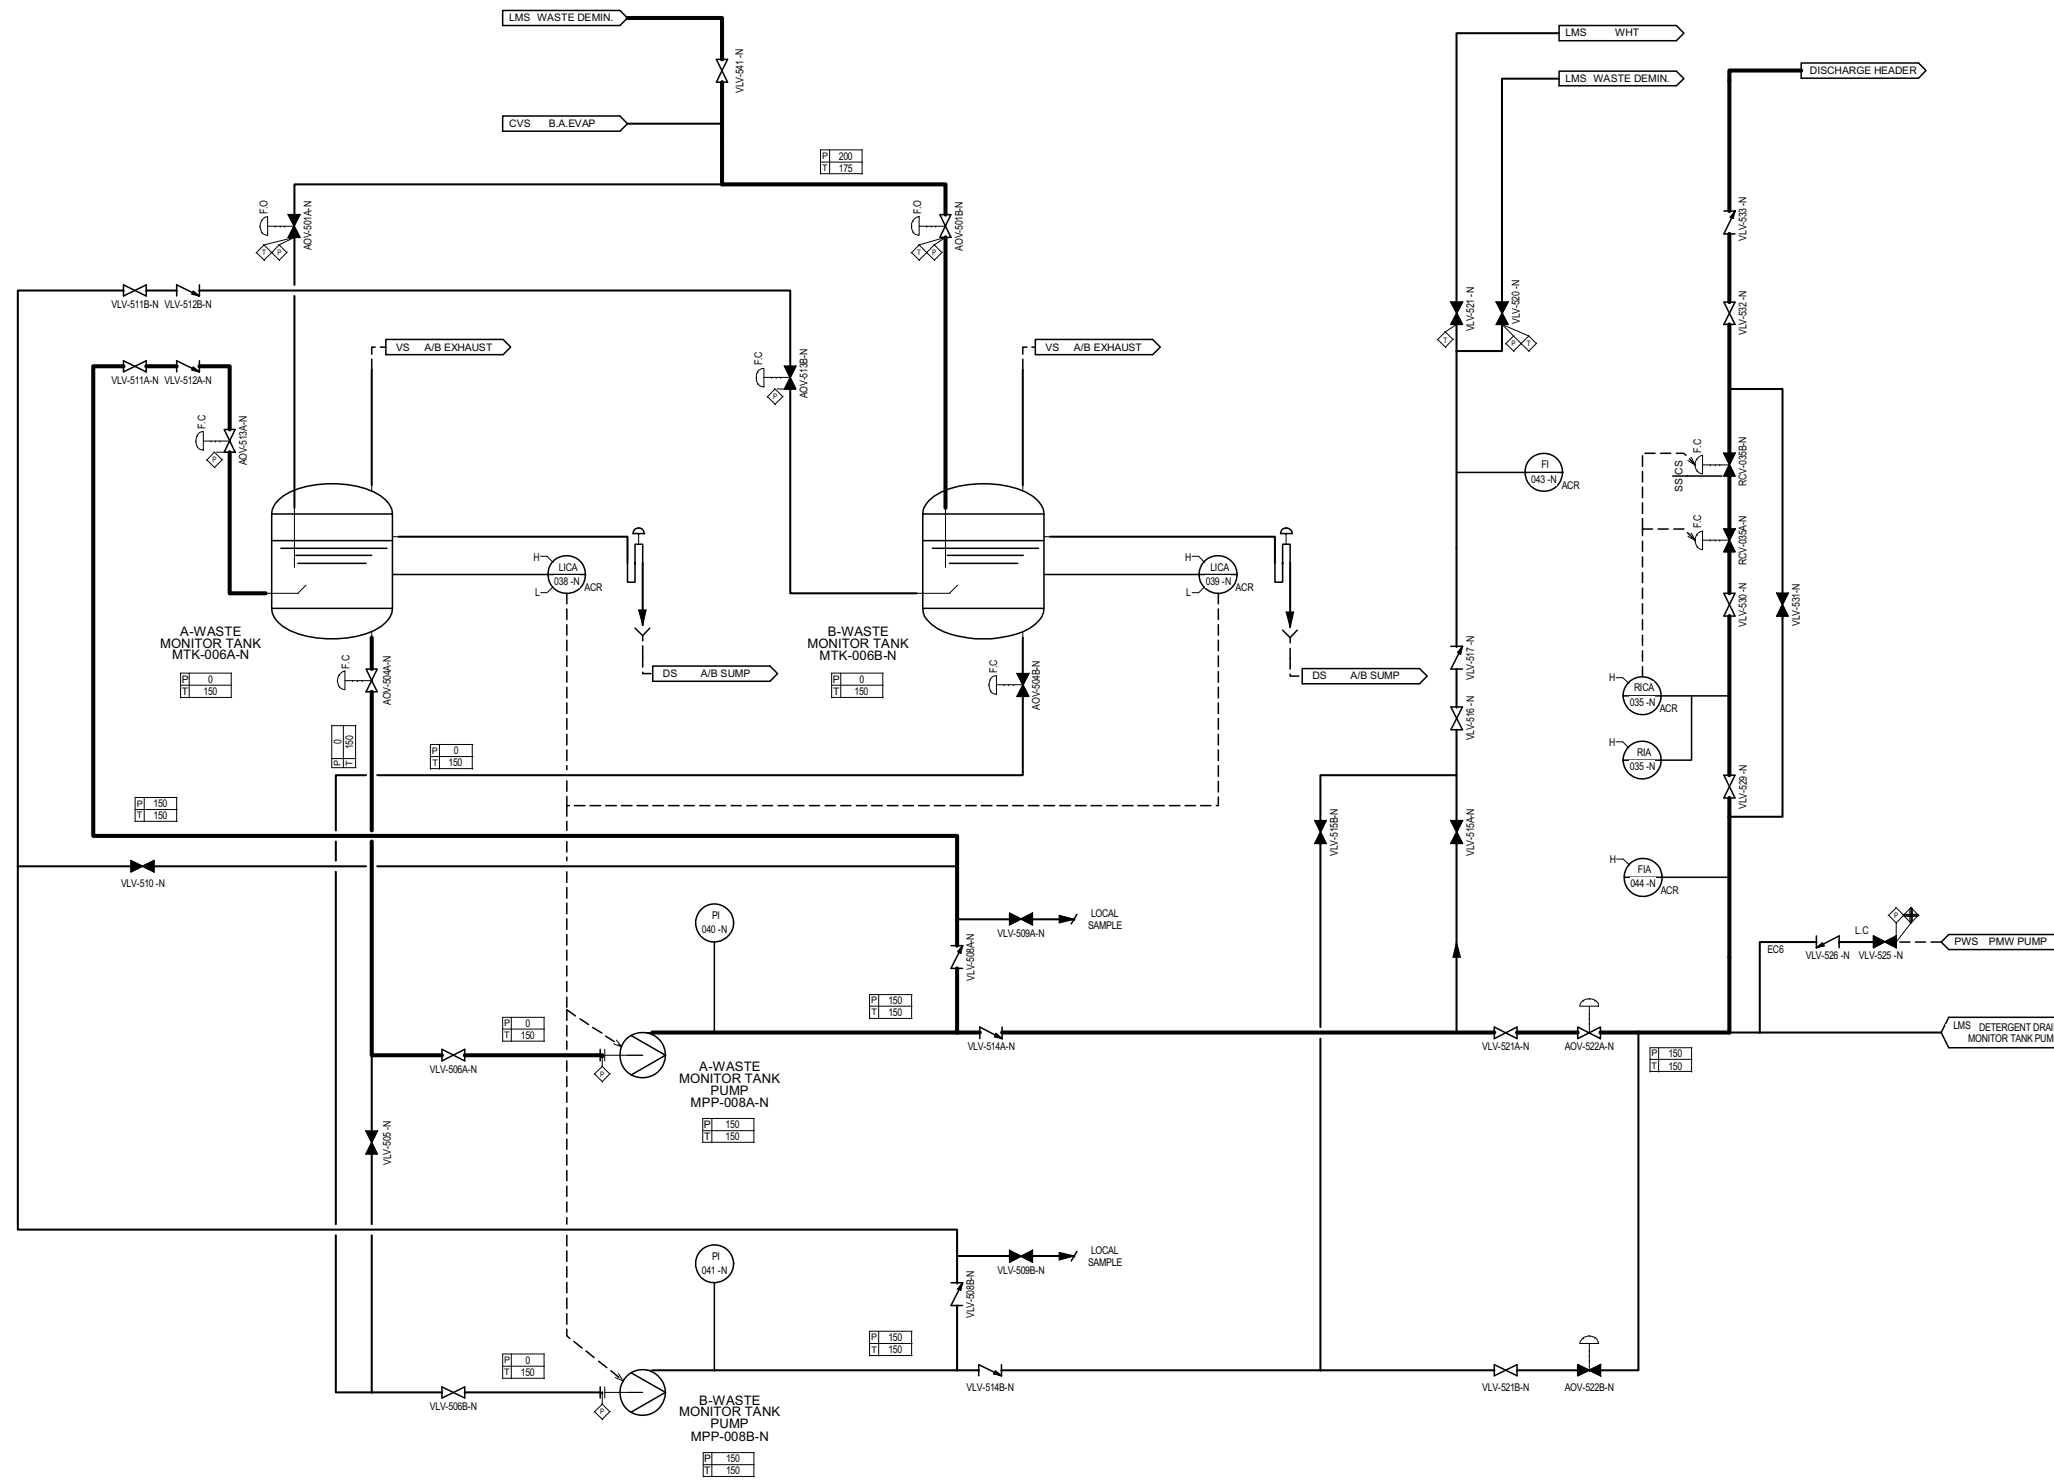 LMS WASTE DEMIN.
VLV-541 -N
CVS B.A.EVAP
P 200
T 175
LMS WHT
LMS WASTE DEMIN.
DISCHARGE HEADER
F.O
AOV-501A-N
T P
F.O
AOV-501B-N
T P
VLV-533 -N
VLV-511B-N VLV-512B-N
VLV-521 -N
T
VLV-520 -N
P T
VLV-532 -N
VS A/B EXHAUST
VS A/B EXHAUST
VLV-511A-N VLV-512A-N
F.C
AOV-513B-N
P
F.C
AOV-513A-N
P
FI
043 -N
ACR
SSICS
F.C
RCV-035B-N
F.C
RCV-035A-N
H
LICA
038 -N
L
ACR
H
LICA
039 -N
L
ACR
VLV-530 -N
VLV-531-N
A-WASTE
MONITOR TANK
MTK-006A-N
P 0
T 150
F.C
AOV-504A-N
DS A/B SUMP
B-WASTE
MONITOR TANK
MTK-006B-N
P 0
T 150
F.C
AOV-504B-N
DS A/B SUMP
VLV-517 -N
VLV-516 -N
H
RICA
035 -N
ACR
H
RIA
035 -N
P 0
T 150
P 0
T 150
VLV-529 -N
P 150
T 150
VLV-515B-N
VLV-515A-N
VLV-510 -N
H
FIA
044 -N
ACR
PI
040 -N
VLV-509A-N
LOCAL
SAMPLE
VLV-508A-N
P
L.C
EC6
VLV-526 -N VLV-525 -N
PWS PMW PUMP
P 150
T 150
P 0
T 150
VLV-514A-N
VLV-521A-N
AOV-522A-N
LMS DETERGENT DRAI
MONITOR TANK PUM
P 150
T 150
VLV-506A-N
P
A-WASTE
MONITOR TANK
PUMP
MPP-008A-N
P 150
T 150
VLV-505 -N
PI
041 -N
VLV-509B-N
LOCAL
SAMPLE
VLV-508B-N
P 150
T 150
P 0
T 150
VLV-514B-N
VLV-521B-N
AOV-522B-N
VLV-506B-N
P
B-WASTE
MONITOR TANK
PUMP
MPP-008B-N
P 150
T 150